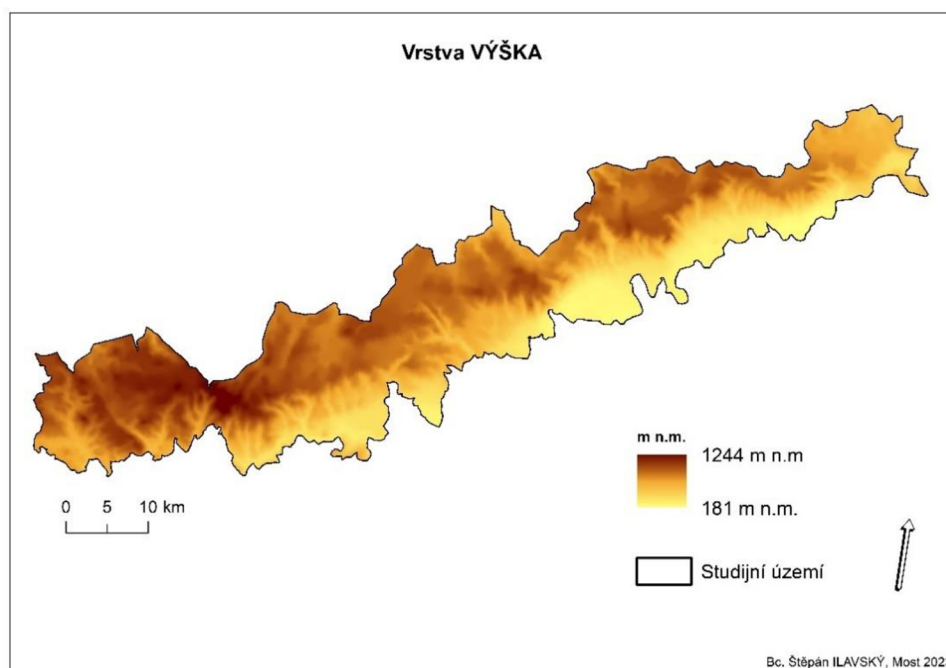 Vrstva VÝŠKA
m n.m.
1244 m n.m
181 m n.m.
0 5 10 km
Studijní území
Bc. Štěpán ILAVSKÝ, Most